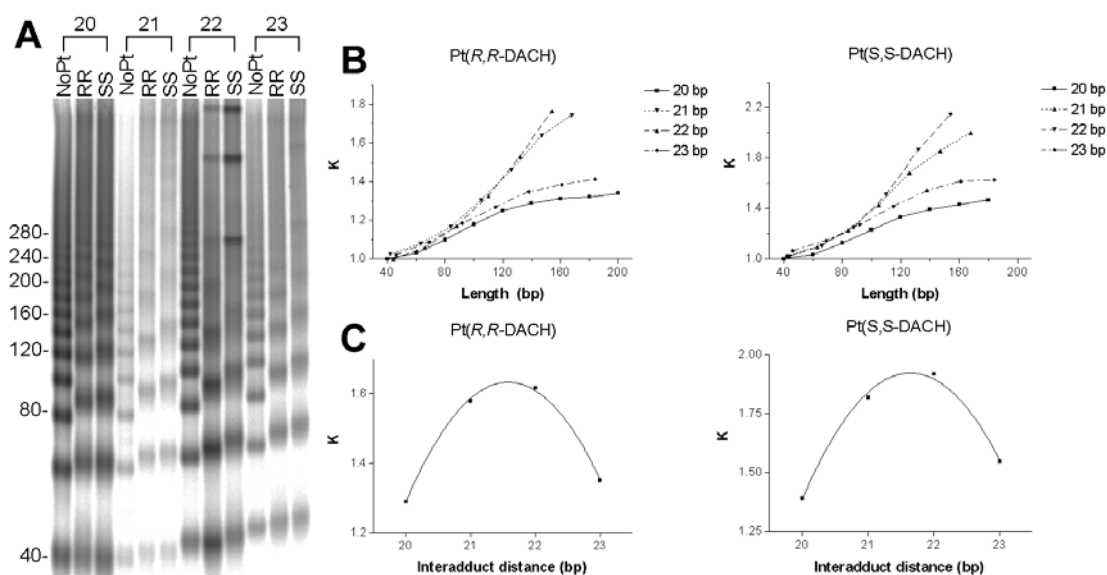 A
20 21 22 23
NoPt RR SS NoPt RR SS NoPt RR SS NoPt RR SS
280-
240-
200-
160-
120-
80-
40-
B
Pt(R,R-DACH)
K
1.8
1.6
1.4
1.2
1.0
40 60 80 100 120 140 160 180 200
Length (bp)
20 bp
21 bp
22 bp
23 bp
Pt(S,S-DACH)
K
2.2
1.8
1.4
1.0
40 80 120 160 200
Length (bp)
20 bp
21 bp
22 bp
23 bp
C
Pt(R,R-DACH)
K
1.6
1.4
1.2
20 21 22 23
Interadduct distance (bp)
Pt(S,S-DACH)
K
2.00
1.75
1.50
1.25
20 21 22 23
Interadduct distance (bp)